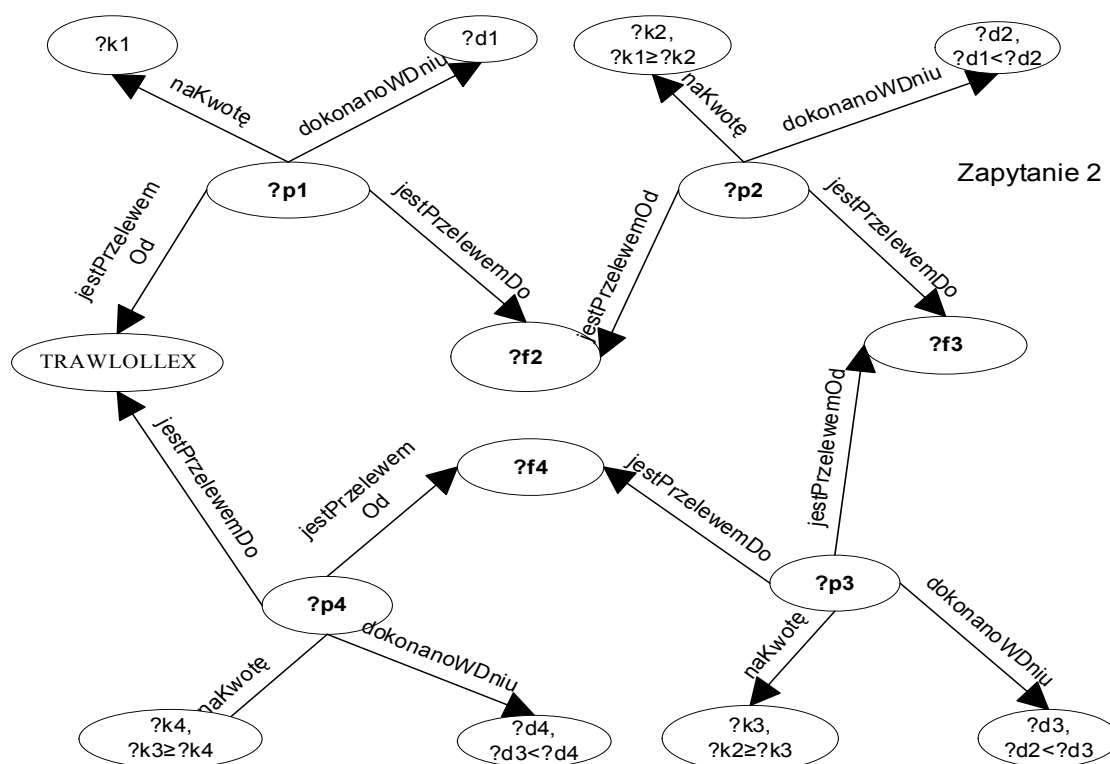 ?k1
?d1
?k2,
?k1≥?k2
?d2,
?d1<?d2
naKwotę
dokonanoWDniu
naKwotę
dokonanoWDniu
Zapytanie 2
?p1
?p2
jestPrzelewem
Od
jestPrzelewemDo
jestPrzelewemOd
jestPrzelewemDo
TRAWLOLLEX
?f2
?f3
jestPrzelewemDo
jestPrzelewem
Od
?f4
jestPrzelewemDo
jestPrzelewemOd
?p4
?p3
naKwotę
dokonanoWDniu
naKwotę
dokonanoWDniu
?k4,
?k3≥?k4
?d4,
?d3<?d4
?k3,
?k2≥?k3
?d3,
?d2<?d3